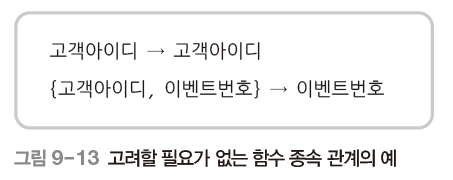 고객아이디 → 고객아이디
{고객아이디, 이벤트번호} → 이벤트번호
그림 9-13 고려할 필요가 없는 함수 종속 관계의 예